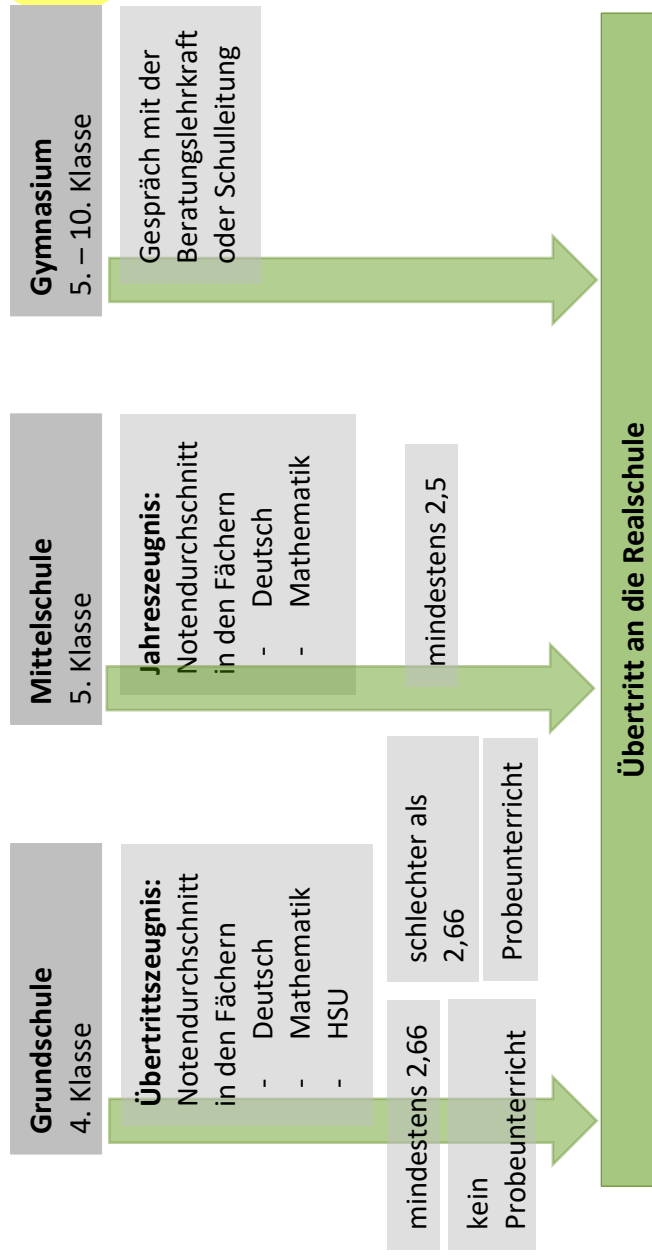 Grundschule
4. Klasse
Übertrittszeugnis:
Notendurchschnitt
in den Fächern
- Deutsch
- Mathematik
- HSU
mindestens 2,66
kein
Probeunterricht
schlechter als
2,66
Probeunterricht
Mittelschule
5. Klasse
Jahreszeugnis:
Notendurchschnitt
in den Fächern
- Deutsch
- Mathematik
mindestens 2,5
Gymnasium
5. – 10. Klasse
Gespräch mit der
Beratungslehrkraft
oder Schulleitung
Übertritt an die Realschule